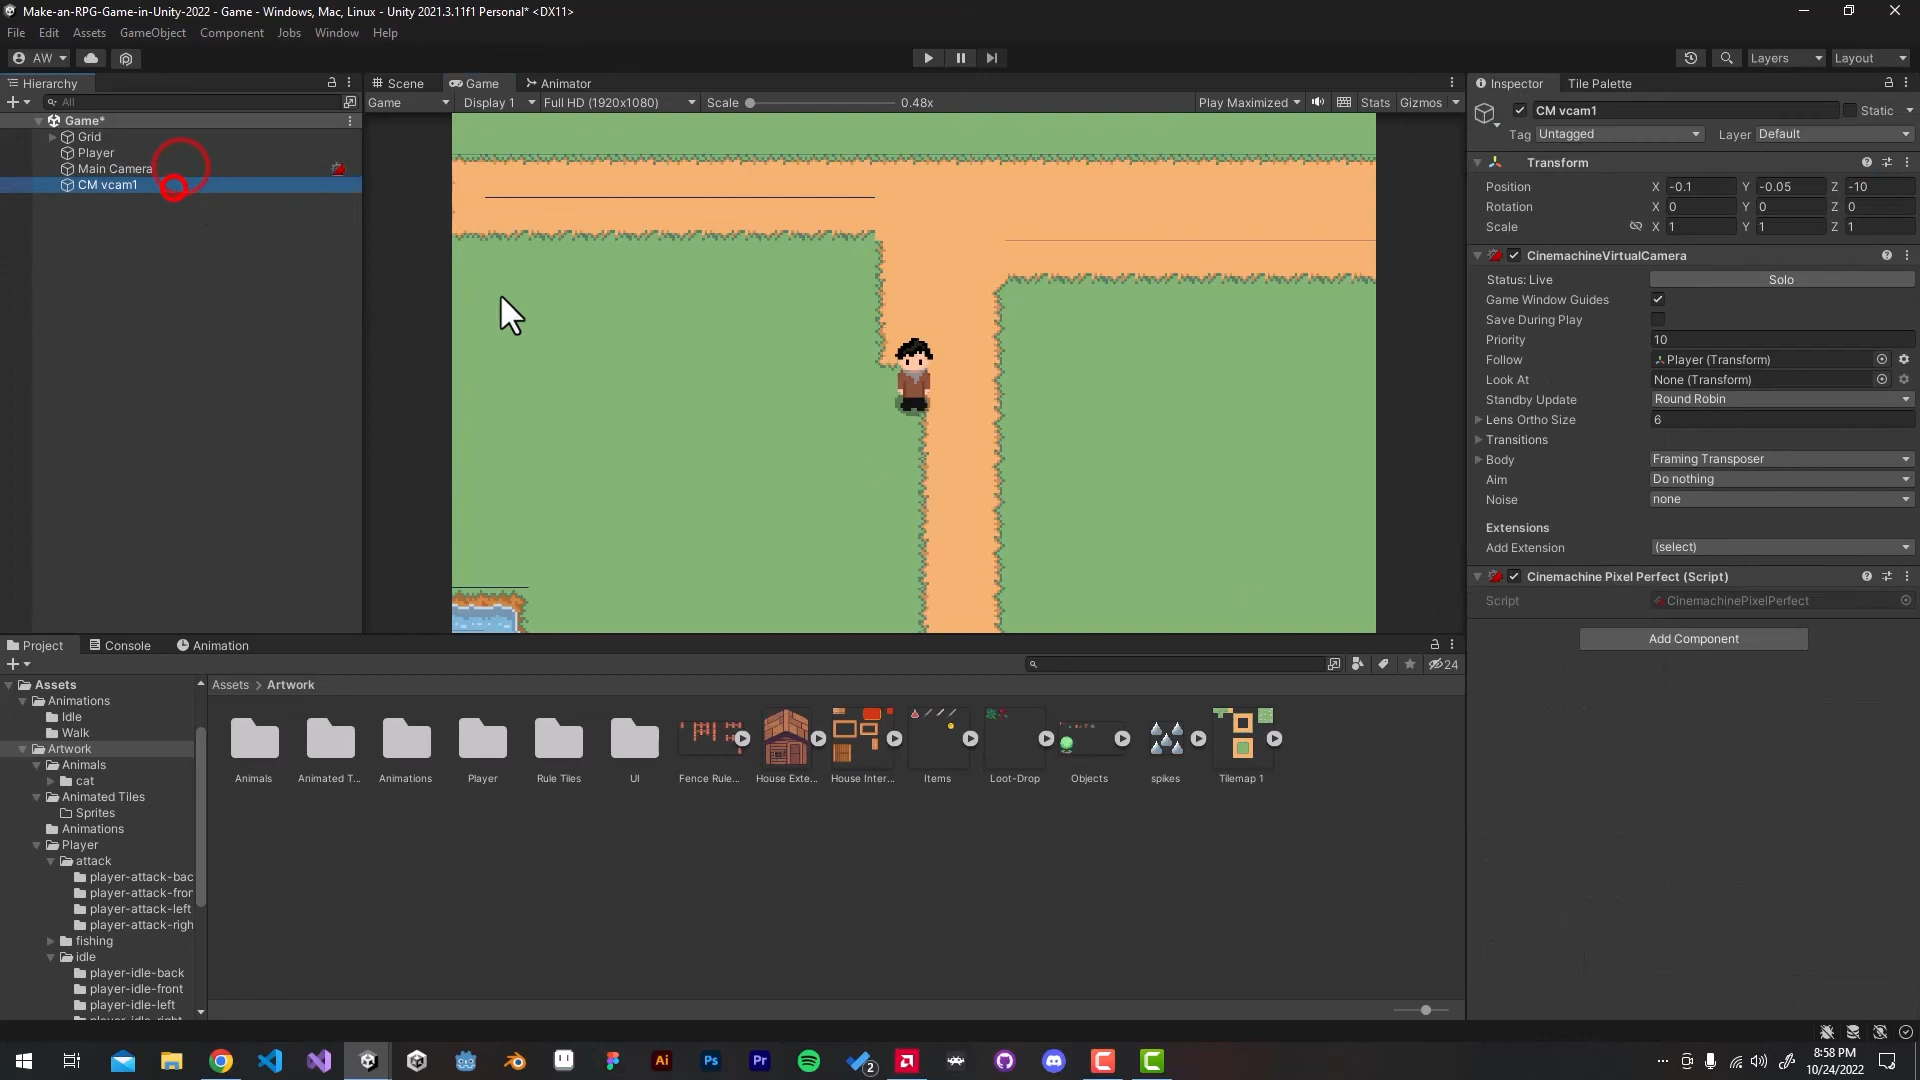 Make-an-RPG-Game-in-Unity-2022 - Game - Windows, Mac, Linux - Unity 2021.3.11f1 Personal* <DX11>
File Edit Assets GameObject Component Jobs Window Help
AW Layers Layout
Hierarchy
All
Game*
Grid
Player
Main Camera
CM vcam1
Scene Game Animator
Game Display 1 Full HD (1920x1080) Scale 0.48x Play Maximized Stats Gizmos
Inspector Tile Palette
CM vcam1 Static
Tag Untagged Layer Default
Transform
Position X -0.1 Y -0.05 Z -10
Rotation X 0 Y 0 Z 0
Scale X 1 Y 1 Z 1
CinemachineVirtualCamera
Status: Live Solo
Game Window Guides
Save During Play
Priority 10
Follow Player (Transform)
Look At None (Transform)
Standby Update Round Robin
Lens Ortho Size 6
Transitions
Body Framing Transposer
Aim Do nothing
Noise none
Extensions
Add Extension (select)
Cinemachine Pixel Perfect (Script)
Script CinemachinePixelPerfect
Add Component
Project Console Animation
24
Assets
Animations
Idle
Walk
Artwork
Animals
cat
Animated Tiles
Sprites
Animations
Player
attack
player-attack-bac
player-attack-fror
player-attack-left
player-attack-righ
fishing
idle
player-idle-back
player-idle-front
player-idle-left
Assets > Artwork
Animals Animated T... Animations Player Rule Tiles UI Fence Rule... House Exte... House Inter... Items Loot-Drop Objects spikes Tilemap 1
Ai Ps Pr 2
8:58 PM
10/24/2022